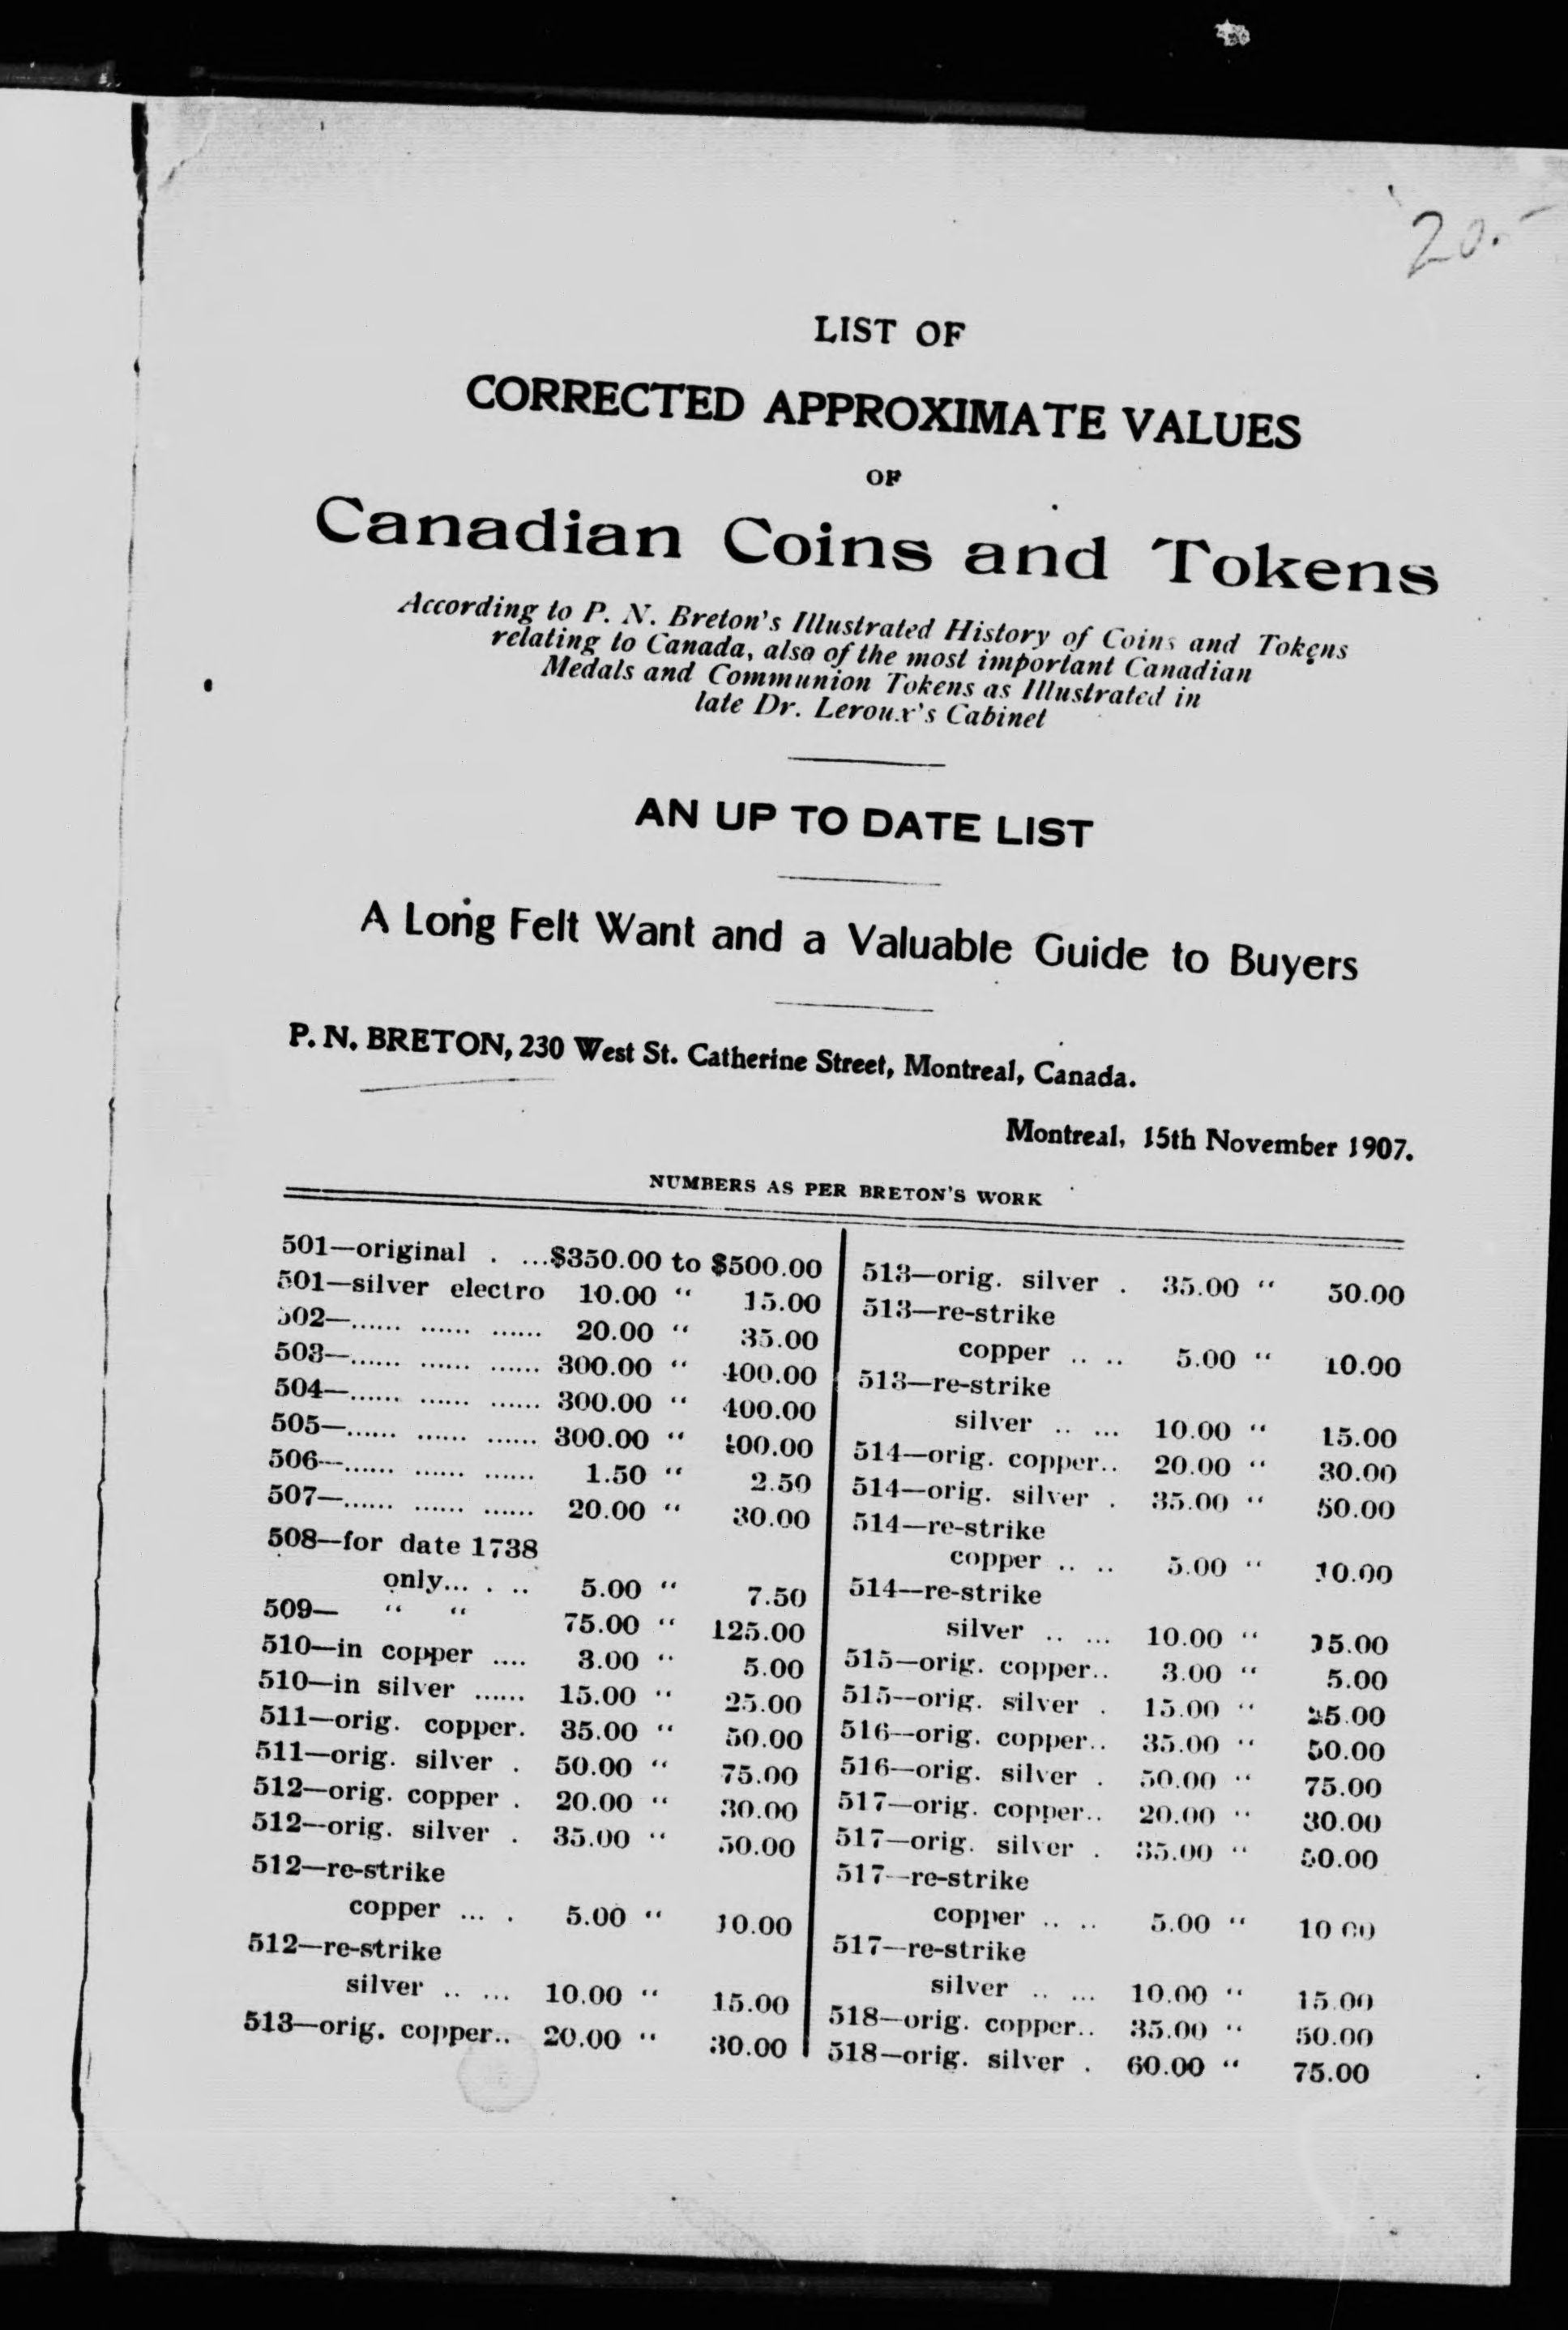 20.-
LIST OF
CORRECTED APPROXIMATE VALUES
OF
Canadian Coins and Tokens
According to P. N. Breton's Illustrated History of Coins and Tokens
relating to Canada, also of the most important Canadian
Medals and Communion Tokens as Illustrated in
late Dr. Leroux's Cabinet
AN UP TO DATE LIST
A Long Felt Want and a Valuable Guide to Buyers
P. N. BRETON, 230 West St. Catherine Street, Montreal, Canada.
Montreal, 15th November 1907.
NUMBERS AS PER BRETON'S WORK
501—original . ...$350.00 to $500.00
501—silver electro 10.00 “ 15.00
502—...... ...... ...... 20.00 “ 35.00
503—...... ...... ...... 300.00 “ 400.00
504—...... ...... ...... 300.00 “ 400.00
505—...... ...... ...... 300.00 “ 400.00
506—...... ...... ...... 1.50 “ 2.50
507—...... ...... ...... 20.00 “ 30.00
508—for date 1738
only... . .. 5.00 “ 7.50
509— “ “ 75.00 “ 125.00
510—in copper .... 3.00 “ 5.00
510—in silver ...... 15.00 “ 25.00
511—orig. copper. 35.00 “ 50.00
511—orig. silver . 50.00 “ 75.00
512—orig. copper . 20.00 “ 30.00
512—orig. silver . 35.00 “ 50.00
512—re-strike
copper ... . 5.00 “ 10.00
512—re-strike
silver .. ... 10.00 “ 15.00
513—orig. copper.. 20.00 “ 30.00
513—orig. silver . 35.00 “ 50.00
513—re-strike
copper .. .. 5.00 “ 10.00
513—re-strike
silver .. ... 10.00 “ 15.00
514—orig. copper.. 20.00 “ 30.00
514—orig. silver . 35.00 “ 50.00
514—re-strike
copper .. .. 5.00 “ 10.00
514—re-strike
silver .. ... 10.00 “ 15.00
515—orig. copper.. 3.00 “ 5.00
515—orig. silver . 15.00 “ 25.00
516—orig. copper.. 35.00 “ 50.00
516—orig. silver . 50.00 “ 75.00
517—orig. copper.. 20.00 “ 30.00
517—orig. silver . 35.00 “ 50.00
517—re-strike
copper .. .. 5.00 “ 10 00
517—re-strike
silver .. ... 10.00 “ 15.00
518—orig. copper.. 35.00 “ 50.00
518—orig. silver . 60.00 “ 75.00